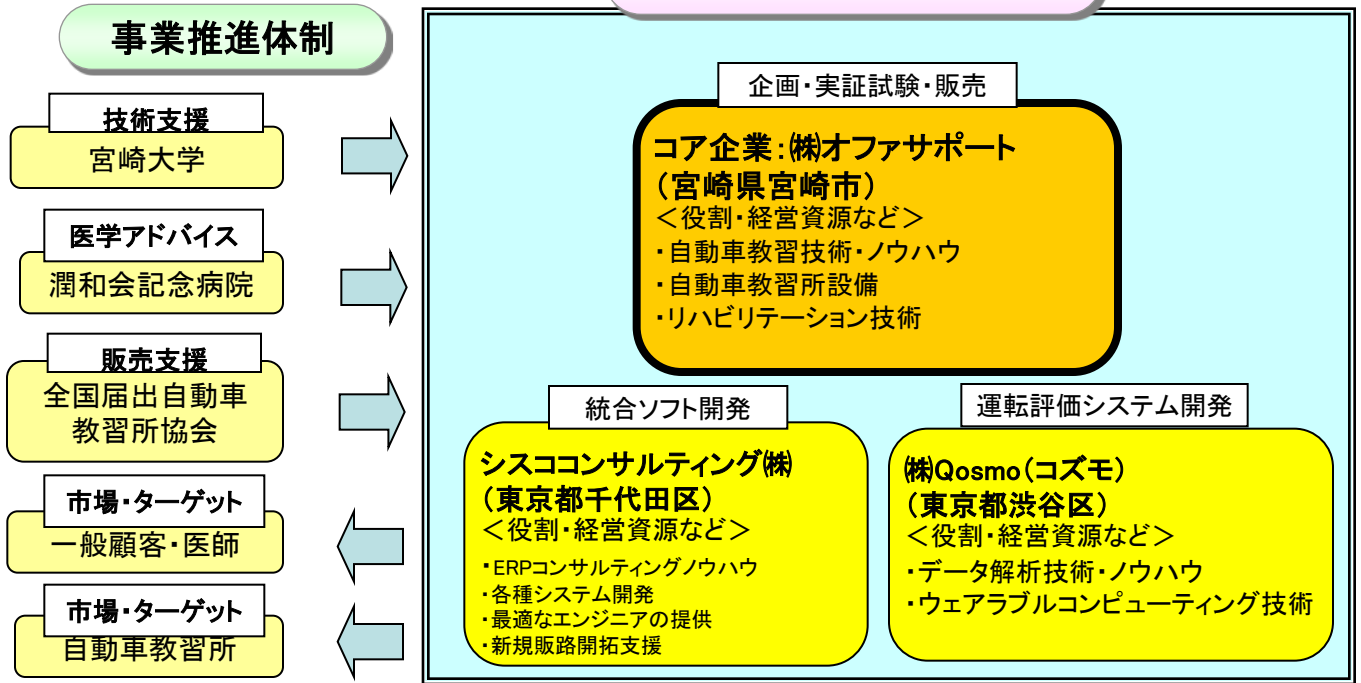 事業推進体制
技術支援
宮崎大学
医学アドバイス
潤和会記念病院
販売支援
全国届出自動車
教習所協会
市場・ターゲット
一般顧客・医師
市場・ターゲット
自動車教習所
企画・実証試験・販売
コア企業：㈱オファサポート
（宮崎県宮崎市）
＜役割・経営資源など＞
・自動車教習技術・ノウハウ
・自動車教習所設備
・リハビリテーション技術
統合ソフト開発
シスココンサルティング㈱
（東京都千代田区）
＜役割・経営資源など＞
・ERPコンサルティングノウハウ
・各種システム開発
・最適なエンジニアの提供
・新規販路開拓支援
運転評価システム開発
㈱Qosmo（コズモ）
（東京都渋谷区）
＜役割・経営資源など＞
・データ解析技術・ノウハウ
・ウェアラブルコンピューティング技術